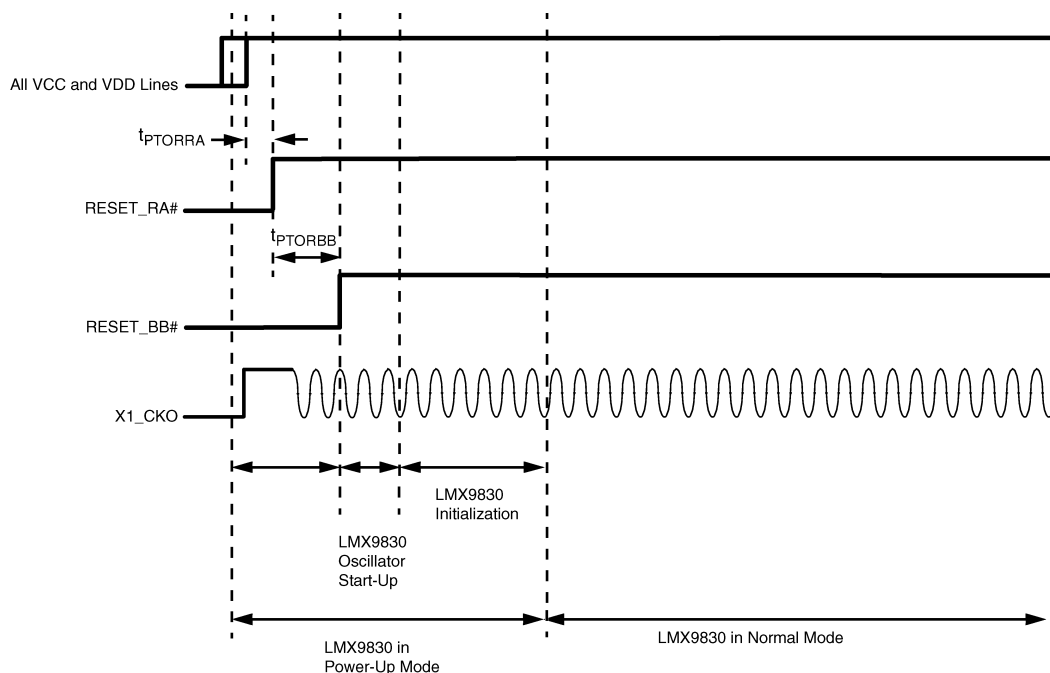 All VCC and VDD Lines
tPTORRA
RESET_RA#
tPTORBB
RESET_BB#
X1_CKO
LMX9830
Initialization
LMX9830
Oscillator
Start-Up
LMX9830 in
Power-Up Mode
LMX9830 in Normal Mode